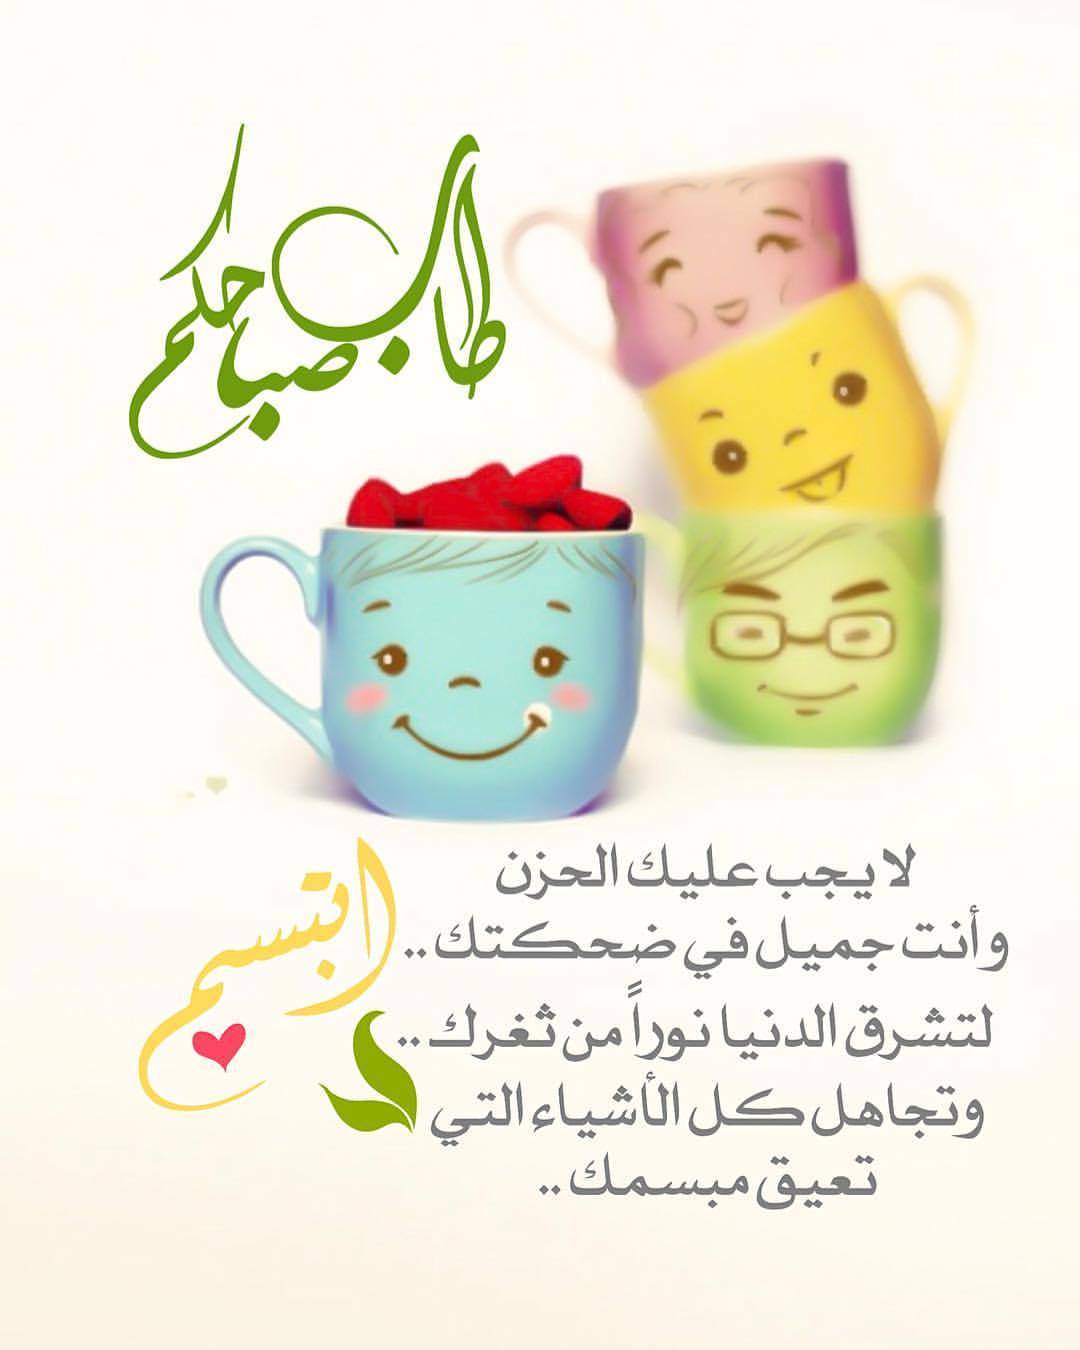 طاب صباحكم
ابتسم
لا يجب عليك الحزن
وأنت جميل في ضحكتك..
لتشرق الدنيا نوراً من ثغرك..
وتجاهل كل الأشياء التي
تعيق مبسمك..